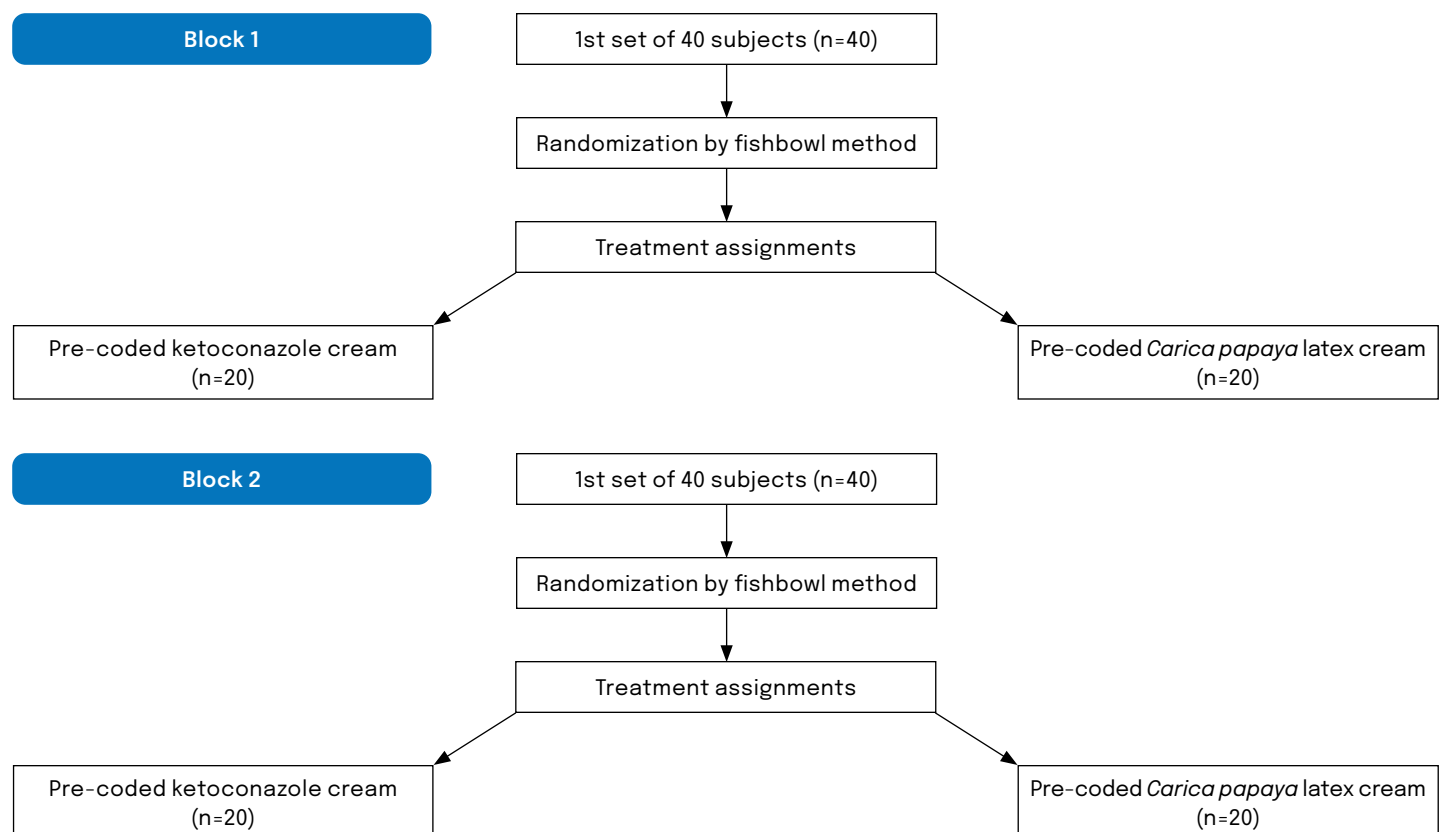 Block 1
1st set of 40 subjects (n=40)
Randomization by fishbowl method
Treatment assignments
Pre-coded ketoconazole cream
(n=20)
Pre-coded Carica papaya latex cream
(n=20)
Block 2
1st set of 40 subjects (n=40)
Randomization by fishbowl method
Treatment assignments
Pre-coded ketoconazole cream
(n=20)
Pre-coded Carica papaya latex cream
(n=20)